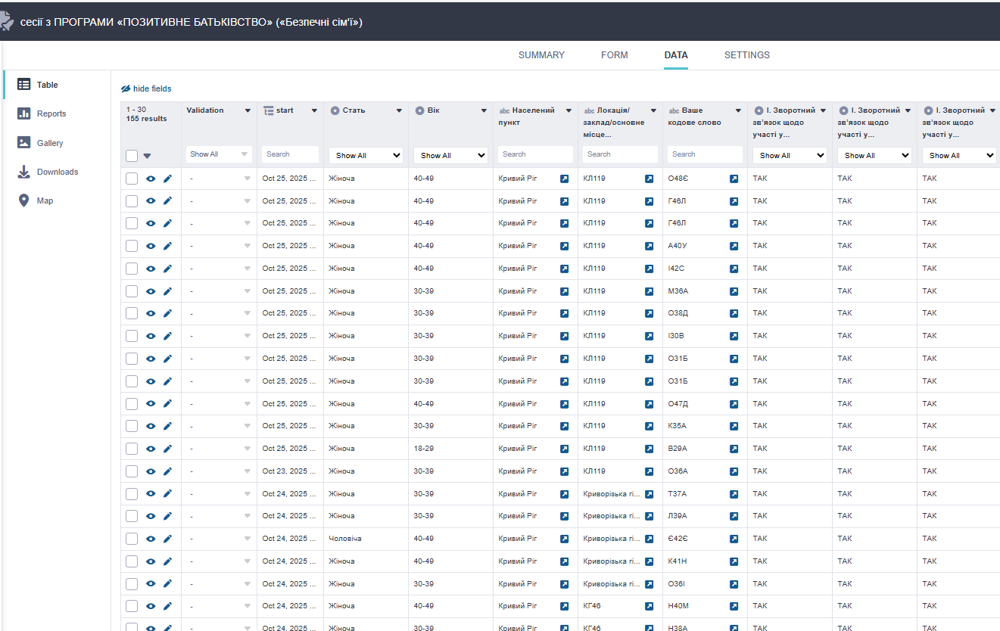 сесії з ПРОГРАМИ «ПОЗИТИВНЕ БАТЬКІВСТВО» («Безпечні сім'ї»)
SUMMARY FORM DATA SETTINGS
Table
Reports
Gallery
Downloads
Map
hide fields
1 - 30
155 results
Validation
start
Стать
Вік
abc Населений
пункт
abc Локація/
заклад/основне
місце...
abc Ваше
кодове слово
І. Зворотний
зв'язок щодо
участі у...
І. Зворотний
зв'язок щодо
участі у...
І. Зворотний
зв'язок щодо
участі у...
Show All Search Show All Show All Search Search Search Show All Show All Show All
- Oct 25, 2025 ... Жіноча 40-49 Кривий Ріг КЛ119 О48Є ТАК ТАК ТАК
- Oct 25, 2025 ... Жіноча 40-49 Кривий Ріг КЛ119 Г46Л ТАК ТАК ТАК
- Oct 25, 2025 ... Жіноча 40-49 Кривий Ріг КЛ119 Г46Л ТАК ТАК ТАК
- Oct 25, 2025 ... Жіноча 40-49 Кривий Ріг КЛ119 А40У ТАК ТАК ТАК
- Oct 25, 2025 ... Жіноча 40-49 Кривий Ріг КЛ119 І42С ТАК ТАК ТАК
- Oct 25, 2025 ... Жіноча 30-39 Кривий Ріг КЛ119 М36А ТАК ТАК ТАК
- Oct 25, 2025 ... Жіноча 30-39 Кривий Ріг КЛ119 О38Д ТАК ТАК ТАК
- Oct 25, 2025 ... Жіноча 30-39 Кривий Ріг КЛ119 І30В ТАК ТАК ТАК
- Oct 25, 2025 ... Жіноча 30-39 Кривий Ріг КЛ119 О31Б ТАК ТАК ТАК
- Oct 25, 2025 ... Жіноча 30-39 Кривий Ріг КЛ119 О31Б ТАК ТАК ТАК
- Oct 25, 2025 ... Жіноча 40-49 Кривий Ріг КЛ119 О47Д ТАК ТАК ТАК
- Oct 25, 2025 ... Жіноча 30-39 Кривий Ріг КЛ119 К35А ТАК ТАК ТАК
- Oct 25, 2025 ... Жіноча 18-29 Кривий Ріг КЛ119 В29А ТАК ТАК ТАК
- Oct 23, 2025 ... Жіноча 30-39 Кривий Ріг КЛ119 О36А ТАК ТАК ТАК
- Oct 24, 2025 ... Жіноча 30-39 Кривий Ріг Криворізька гі... Т37А ТАК ТАК ТАК
- Oct 24, 2025 ... Жіноча 30-39 Кривий Ріг Криворізька гі... Л39А ТАК ТАК ТАК
- Oct 24, 2025 ... Чоловіча 40-49 Кривий Ріг Криворізька гі... Є42Є ТАК ТАК ТАК
- Oct 24, 2025 ... Жіноча 40-49 Кривий Ріг Криворізька гі... К41Н ТАК ТАК ТАК
- Oct 24, 2025 ... Жіноча 30-39 Кривий Ріг Криворізька гі... О36І ТАК ТАК ТАК
- Oct 24, 2025 ... Жіноча 40-49 Кривий Ріг КГ46 Н40М ТАК ТАК ТАК
- Oct 24, 2025 ... Жіноча 30-39 Кривий Ріг КГ46 Н38А ТАК ТАК ТАК